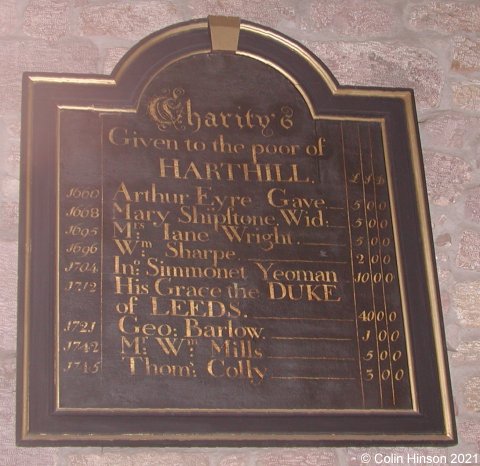 Charitys
Given to the poor of
HARTHILL.
£ s D
1660 Arthur Eyre Gave 5 0 0
1668 Mary Shipſtone Wid: 5 0 0
1695 Mrs Iane Wright. 5 0 0
1696 Wm Sharpe 2 0 0
1704 Ino Simmonet Yeoman 10 0 0
1712 His Grace the DUKE
of LEEDS. 40 0 0
1721 Geo: Barlow 1 0 0
1742 Mr Wm Mills 5 0 0
1745 Thom: Colly 3 0 0
© Colin Hinson 2021